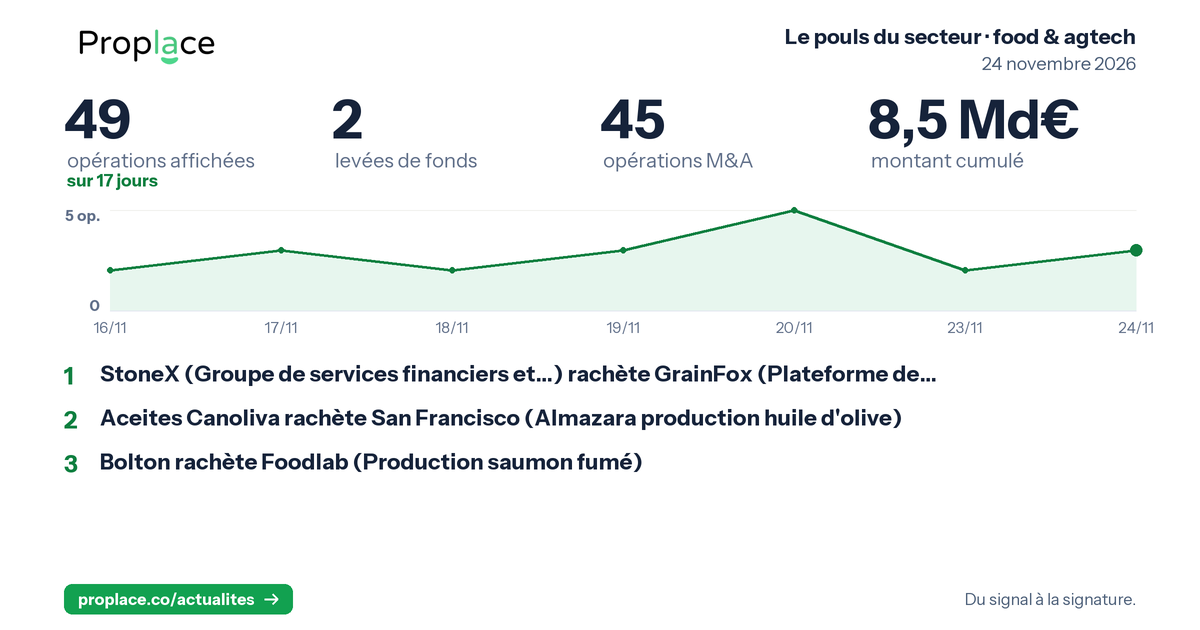 Proplace
Le pouls du secteur · food & agtech
24 novembre 2026
49
opérations affichées
sur 17 jours
2
levées de fonds
45
opérations M&A
8,5 Md€
montant cumulé
5 op.
0
16/11
17/11
18/11
19/11
20/11
23/11
24/11
1 StoneX (Groupe de services financiers et...) rachète GrainFox (Plateforme de...
2 Aceites Canoliva rachète San Francisco (Almazara production huile d'olive)
3 Bolton rachète Foodlab (Production saumon fumé)
proplace.co/actualites →
Du signal à la signature.